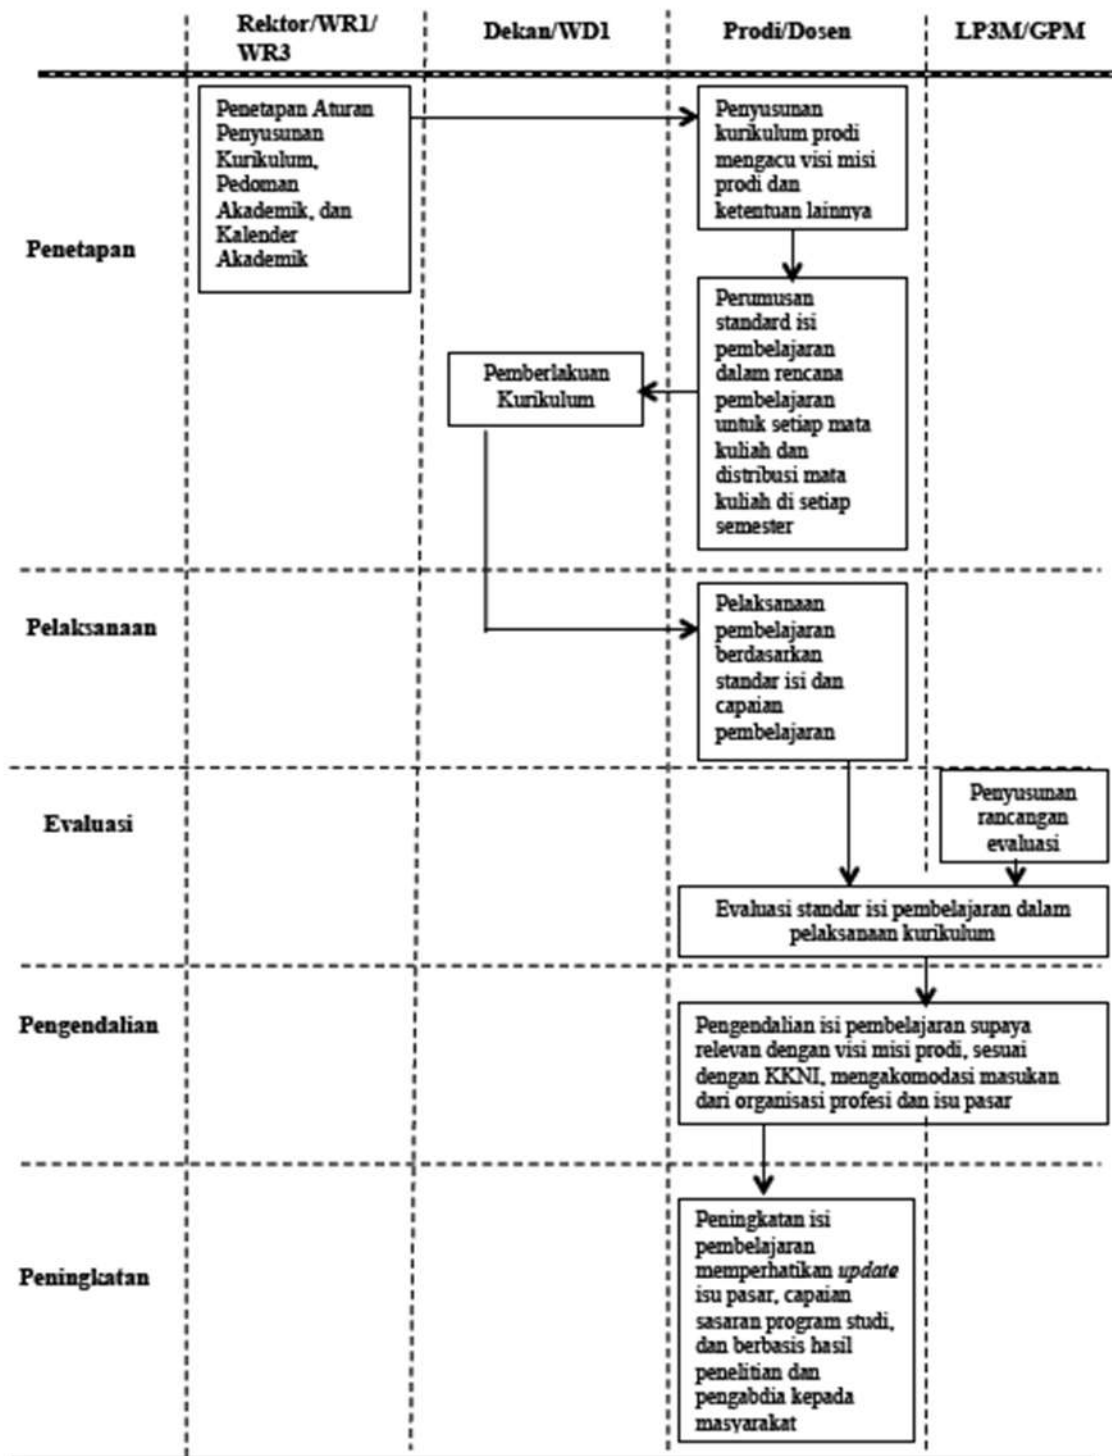 Rektor/WR1/
WR3
Dekan/WD1
Prodi/Dosen
LP3M/GPM
Penetapan
Penetapan Aturan
Penyusunan
Kurikulum,
Pedoman
Akademik, dan
Kalender
Akademik
Penyusunan
kurikulum prodi
mengacu visi misi
prodi dan
ketentuan lainnya
Perumusan
standard isi
pembelajaran
dalam rencana
pembelajaran
untuk setiap mata
kuliah dan
distribusi mata
kuliah di setiap
semester
Pemberlakuan
Kurikulum
Pelaksanaan
Pelaksanaan
pembelajaran
berdasarkan
standar isi dan
capaian
pembelajaran
Evaluasi
Penyusunan
rancangan
evaluasi
Evaluasi standar isi pembelajaran dalam
pelaksanaan kurikulum
Pengendalian
Pengendalian isi pembelajaran supaya
relevan dengan visi misi prodi, sesuai
dengan KKNI, mengakomodasi masukan
dari organisasi profesi dan isu pasar
Peningkatan
Peningkatan isi
pembelajaran
memperhatikan update
isu pasar, capaian
sasaran program studi,
dan berbasis hasil
penelitian dan
pengabdia kepada
masyarakat